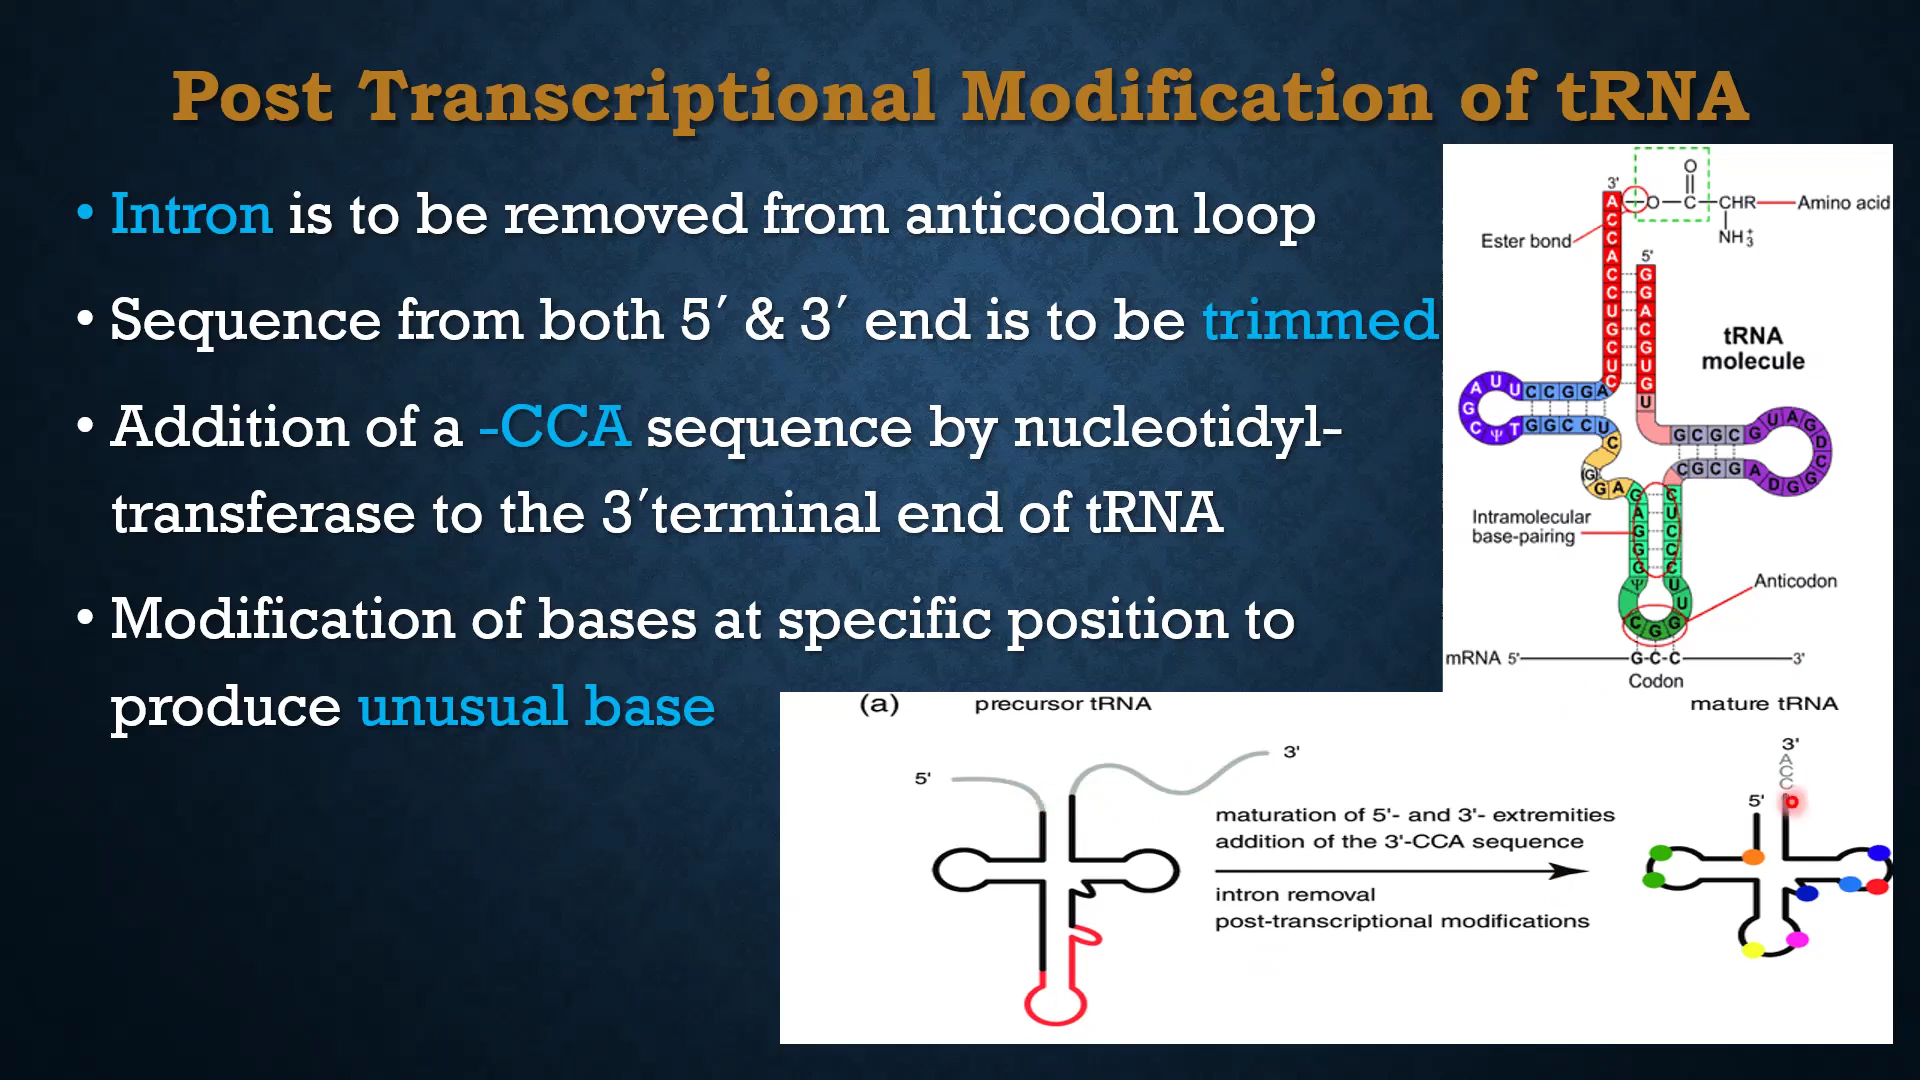 Post Transcriptional Modification of tRNA
• Intron is to be removed from anticodon loop
• Sequence from both 5′ & 3′ end is to be trimmed
• Addition of a -CCA sequence by nucleotidyl-
transferase to the 3′terminal end of tRNA
• Modification of bases at specific position to
produce unusual base
3'
O
A O—C—CHR Amino acid
Ester bond
NH3+
5'
C
C
A
C
C
U
G
C
U
C
G
G
A
C
G
U
G
U
tRNA
molecule
A U U C C G G A
G
C Ψ T G G C C U
C
G
G A G
G C G C G U A G D C G G D A G C G C
Intramolecular
base-pairing
A
G
G
G
Ψ
C
U
C
C
C
U
U
Anticodon
C G G
mRNA 5' G-C-C 3'
Codon
(a) precursor tRNA
mature tRNA
3'
5'
3'
A
C
C
5'
maturation of 5'- and 3'- extremities
addition of the 3'-CCA sequence
intron removal
post-transcriptional modifications